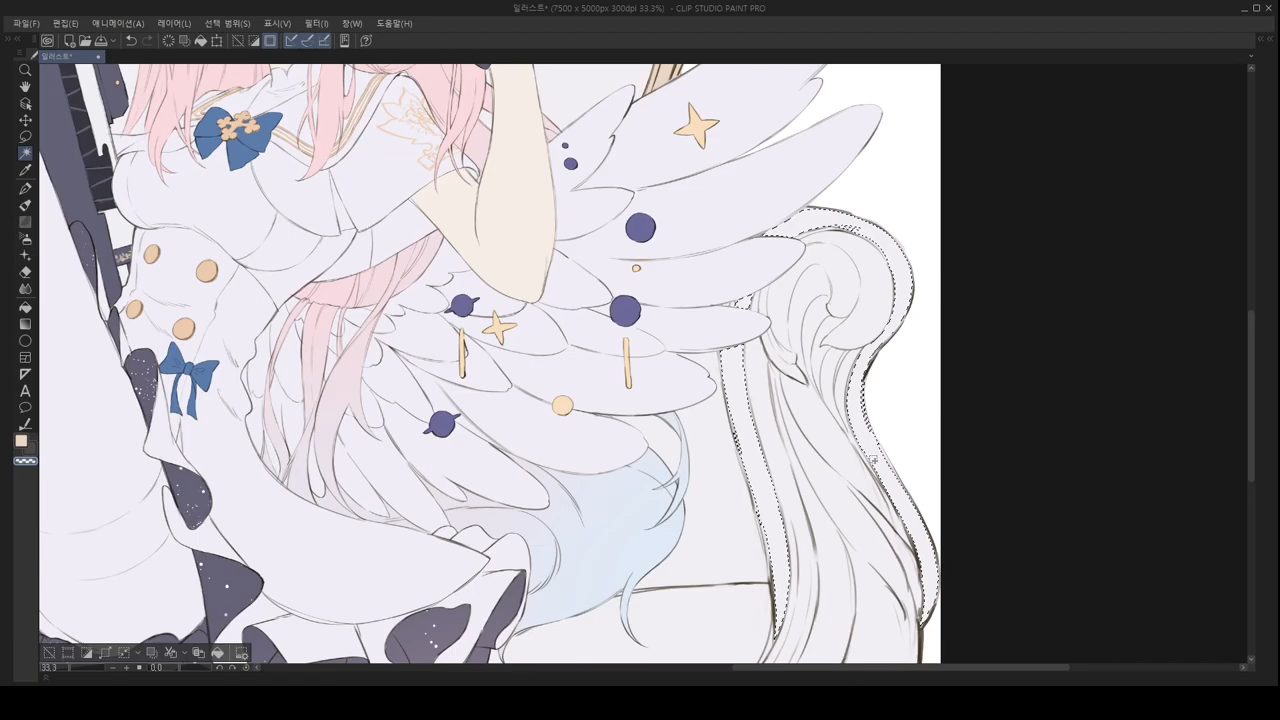 일러스트* (7500 x 5000px 300dpi 33.3%) - CLIP STUDIO PAINT PRO
파일(F) 편집(E) 애니메이션(A) 레이어(L) 선택 범위(S) 표시(V) 필터(I) 창(W) 도움말(H)
일러스트*
33.3 0.0